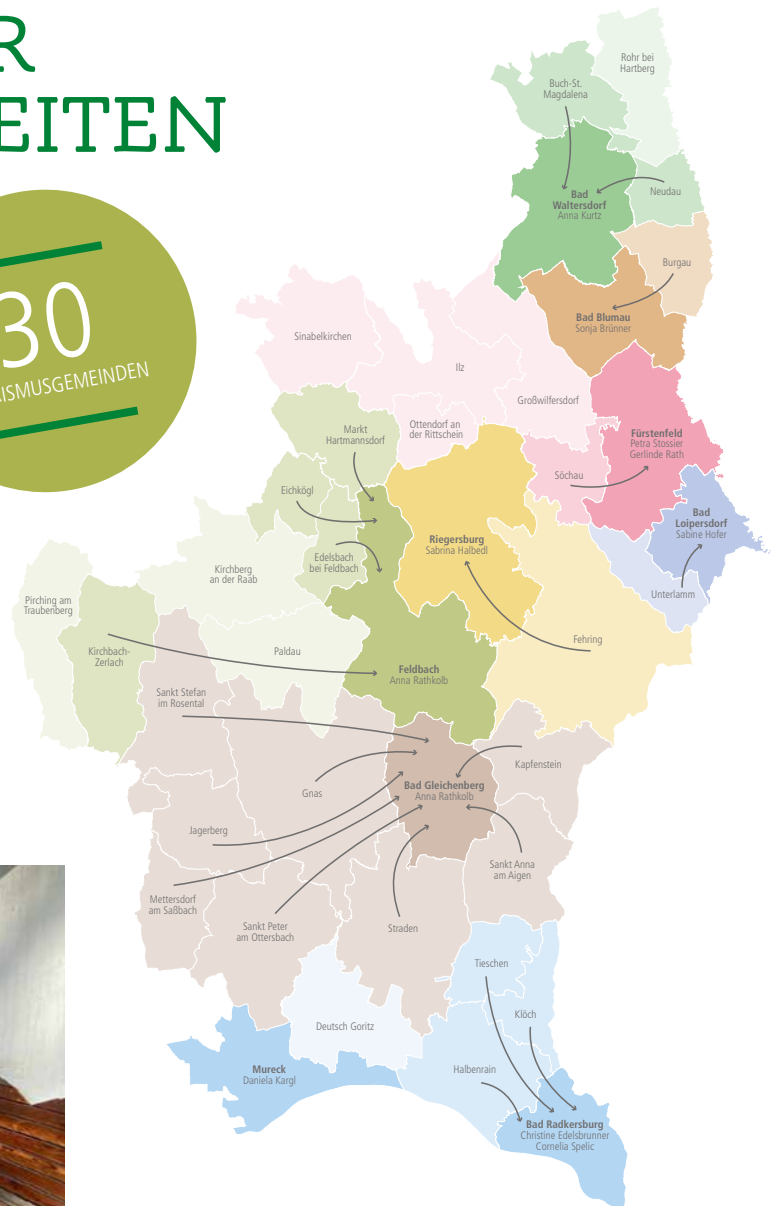 R
EITEN
30
ISMUSGEMEINDEN
Rohr bei
Hartberg
Buch-St.
Magdalena
Bad
Waltersdorf
Anna Kurtz
Neudau
Burgau
Bad Blumau
Sonja Brünner
Sinabelkirchen
Ilz
Großwilfersdorf
Ottendorf an
der Rittschein
Markt
Hartmannsdorf
Fürstenfeld
Petra Stossier
Gerlinde Rath
Söchau
Eichkögl
Bad
Loipersdorf
Sabine Hofer
Riegersburg
Sabrina Halbedl
Edelsbach
bei Feldbach
Kirchberg
an der Raab
Unterlamm
Pirching am
Traubenberg
Fehring
Kirchbach-
Zerlach
Paldau
Feldbach
Anna Rathkolb
Sankt Stefan
im Rosental
Kapfenstein
Bad Gleichenberg
Anna Rathkolb
Gnas
Jagerberg
Sankt Anna
am Aigen
Mettersdorf
am Saßbach
Sankt Peter
am Ottersbach
Straden
Tieschen
Klöch
Deutsch Goritz
Mureck
Daniela Kargl
Halbenrain
Bad Radkersburg
Christine Edelsbrunner
Cornelia Spelic